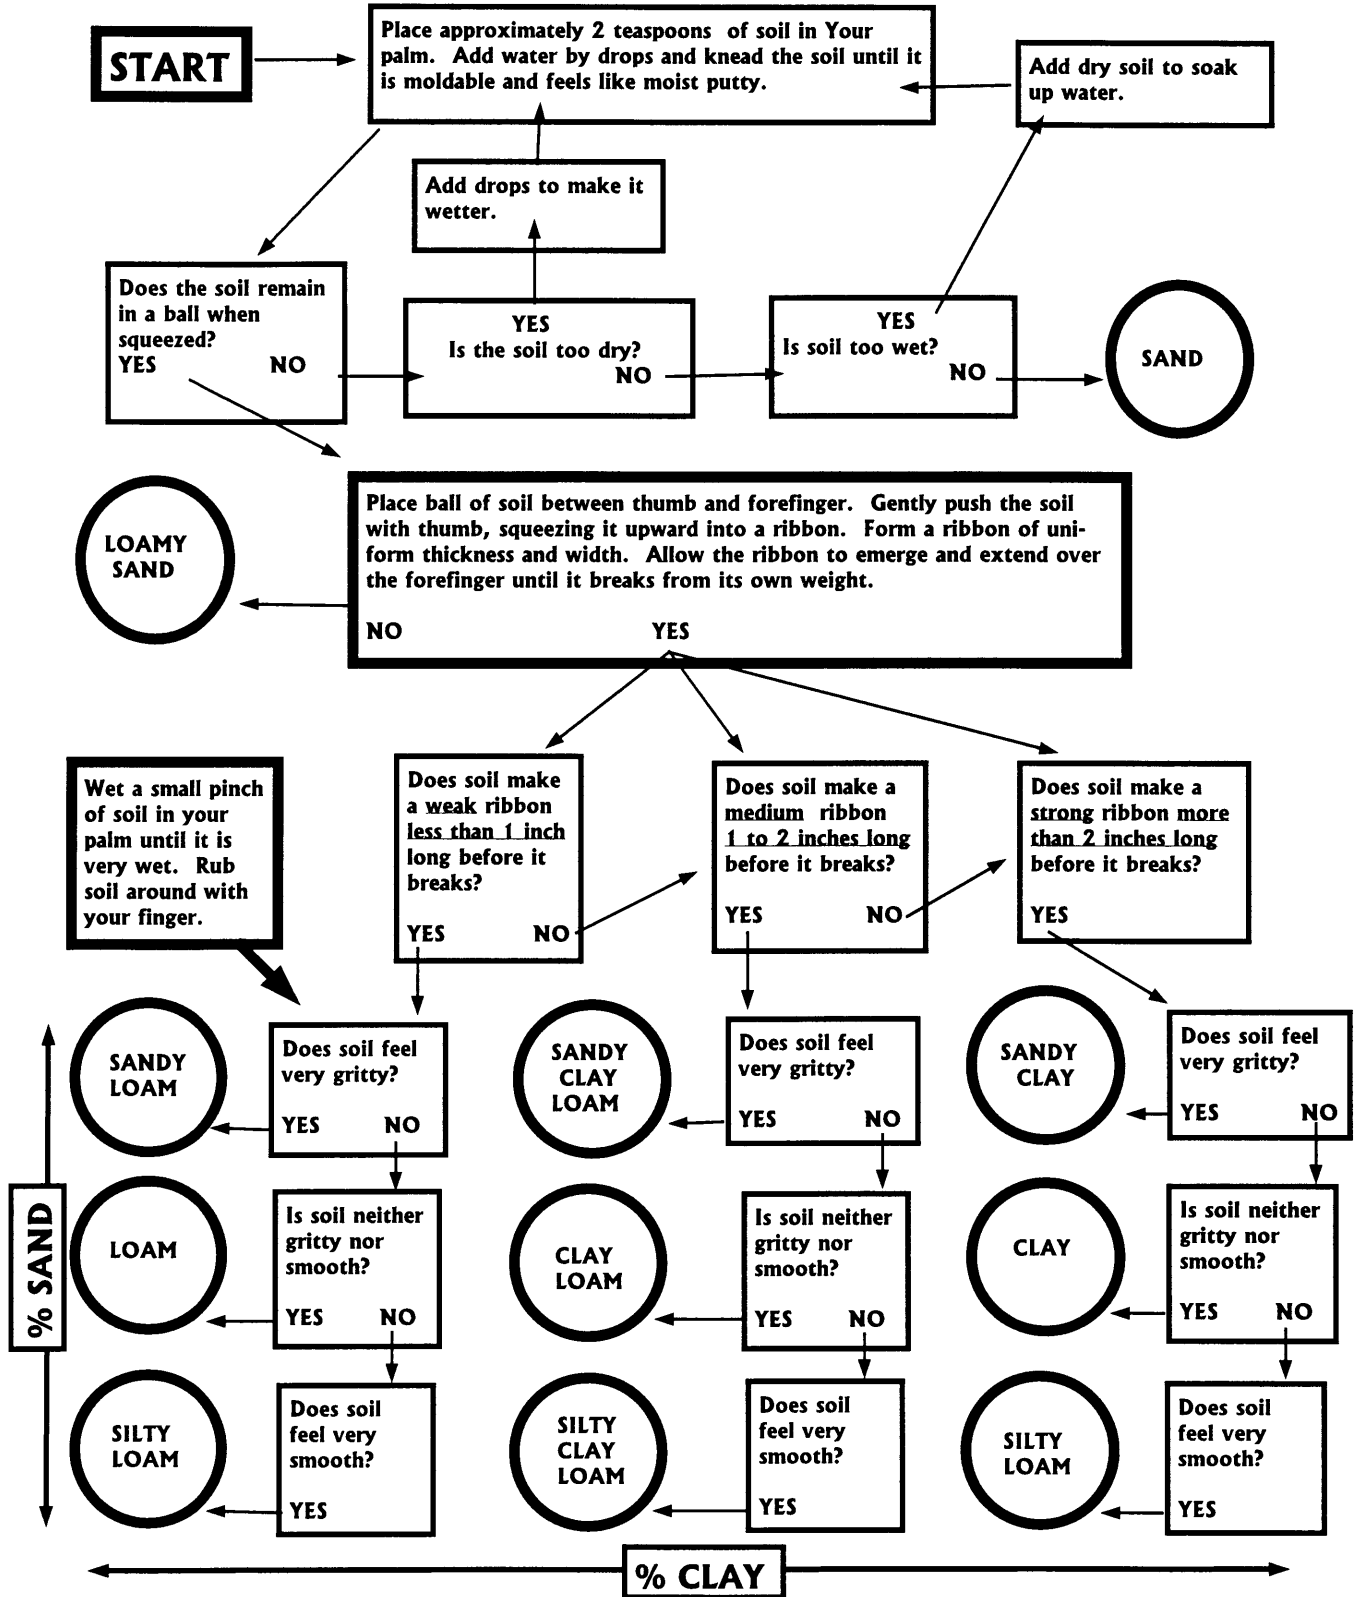 START
Place approximately 2 teaspoons of soil in Your
palm. Add water by drops and knead the soil until it
is moldable and feels like moist putty.
Add dry soil to soak
up water.
Add drops to make it
wetter.
Does the soil remain
in a ball when
squeezed?
YES NO
YES
Is the soil too dry?
NO
YES
Is soil too wet?
NO
SAND
LOAMY
SAND
Place ball of soil between thumb and forefinger. Gently push the soil
with thumb, squeezing it upward into a ribbon. Form a ribbon of uni-
form thickness and width. Allow the ribbon to emerge and extend over
the forefinger until it breaks from its own weight.
NO YES
Wet a small pinch
of soil in your
palm until it is
very wet. Rub
soil around with
your finger.
Does soil make
a weak ribbon
less than 1 inch
long before it
breaks?
YES NO
Does soil make a
medium ribbon
1 to 2 inches long
before it breaks?
YES NO
Does soil make a
strong ribbon more
than 2 inches long
before it breaks?
YES
SANDY
LOAM
Does soil feel
very gritty?
YES NO
SANDY
CLAY
LOAM
Does soil feel
very gritty?
YES NO
SANDY
CLAY
Does soil feel
very gritty?
YES NO
% SAND
LOAM
Is soil neither
gritty nor
smooth?
YES NO
CLAY
LOAM
Is soil neither
gritty nor
smooth?
YES NO
CLAY
Is soil neither
gritty nor
smooth?
YES NO
SILTY
LOAM
Does soil
feel very
smooth?
YES
SILTY
CLAY
LOAM
Does soil
feel very
smooth?
YES
SILTY
LOAM
Does soil
feel very
smooth?
YES
% CLAY